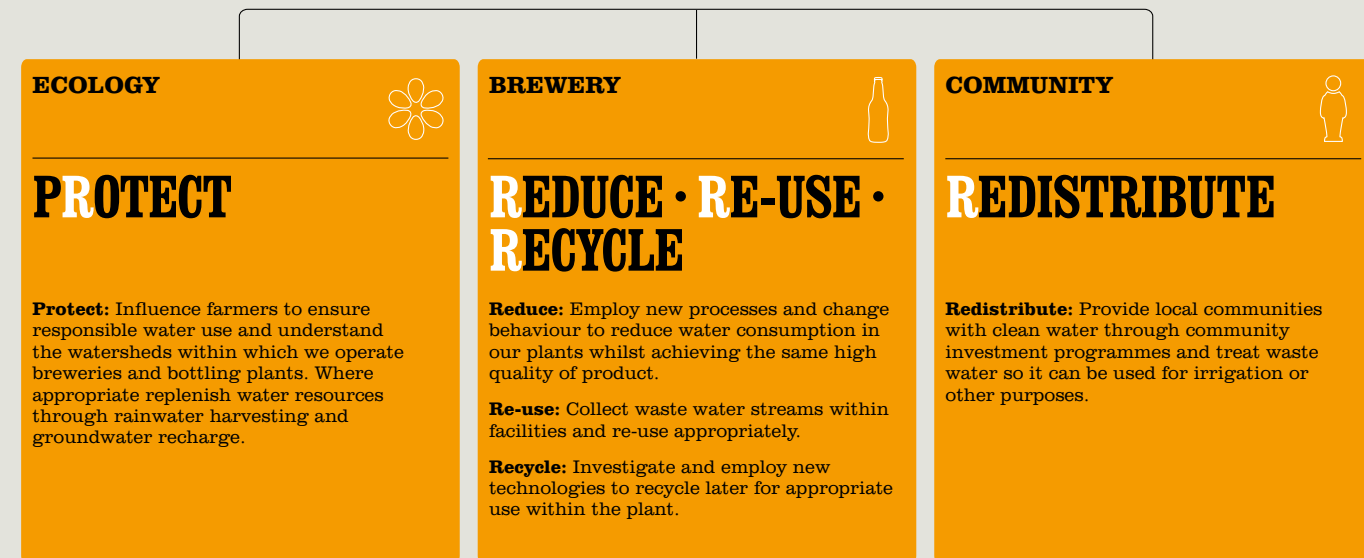 ECOLOGY
PROTECT
Protect: Influence farmers to ensure
responsible water use and understand
the watersheds within which we operate
breweries and bottling plants. Where
appropriate replenish water resources
through rainwater harvesting and
groundwater recharge.
BREWERY
REDUCE · RE-USE ·
RECYCLE
Reduce: Employ new processes and change
behaviour to reduce water consumption in
our plants whilst achieving the same high
quality of product.
Re-use: Collect waste water streams within
facilities and re-use appropriately.
Recycle: Investigate and employ new
technologies to recycle later for appropriate
use within the plant.
COMMUNITY
REDISTRIBUTE
Redistribute: Provide local communities
with clean water through community
investment programmes and treat waste
water so it can be used for irrigation or
other purposes.